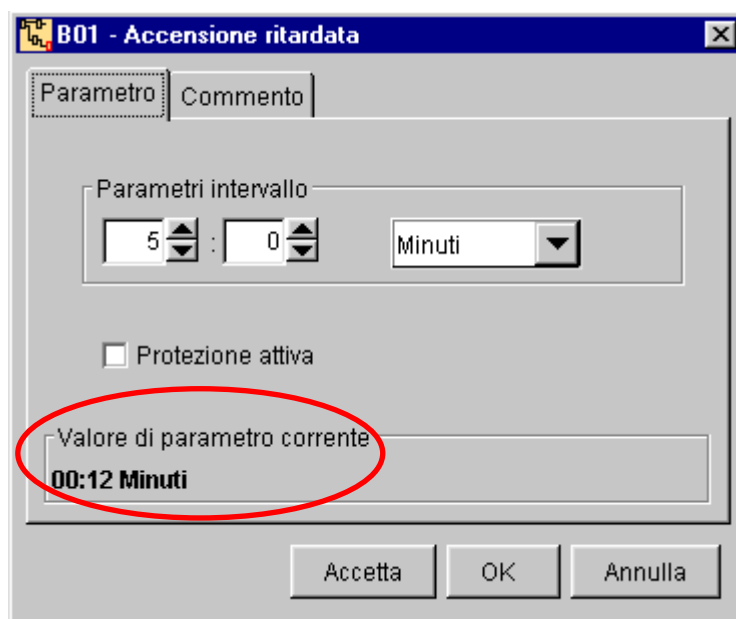 B01 - Accensione ritardata
Parametro Commento
Parametri intervallo
5 : 0 Minuti
Protezione attiva
Valore di parametro corrente
00:12 Minuti
Accetta OK Annulla